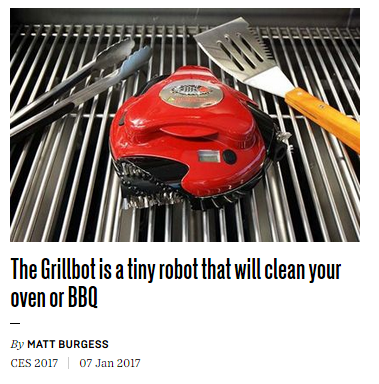 The Grillbot is a tiny robot that will clean your
oven or BBQ
By MATT BURGESS
CES 2017 | 07 Jan 2017